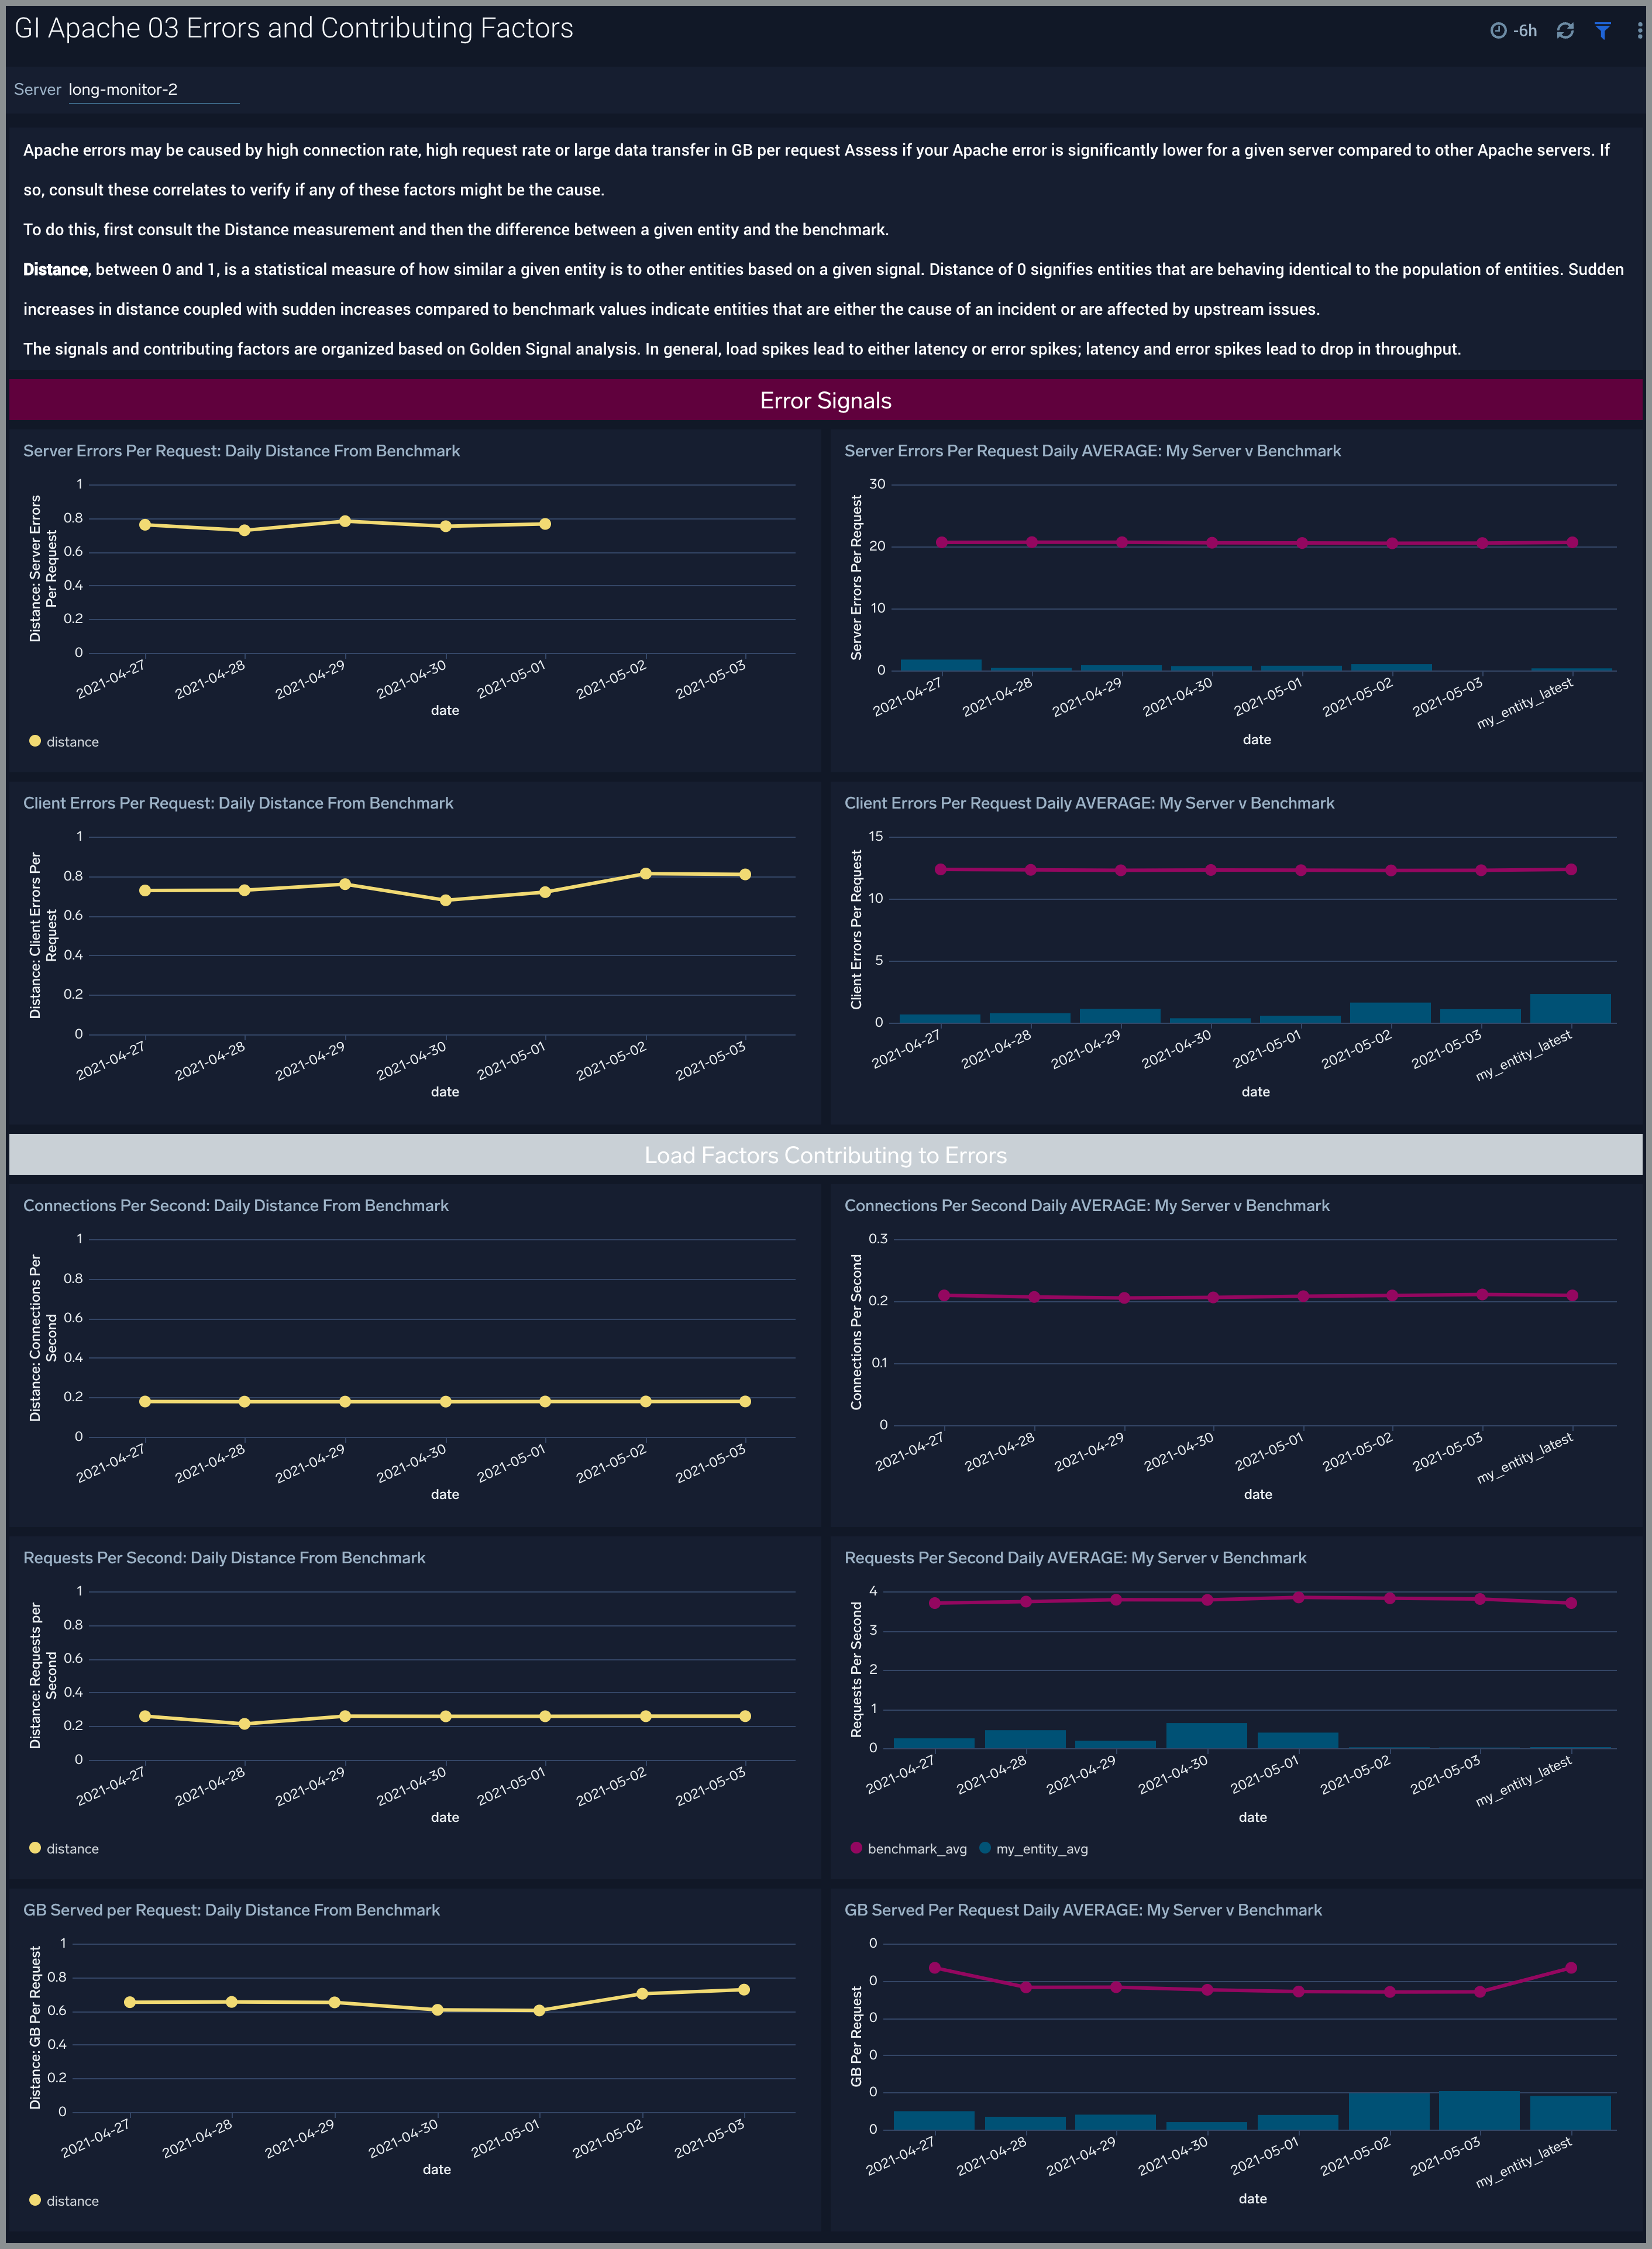 GI Apache 03 Errors and Contributing Factors
-6h
Server long-monitor-2
Apache errors may be caused by high connection rate, high request rate or large data transfer in GB per request Assess if your Apache error is significantly lower for a given server compared to other Apache servers. If
so, consult these correlates to verify if any of these factors might be the cause.
To do this, first consult the Distance measurement and then the difference between a given entity and the benchmark.
Distance, between 0 and 1, is a statistical measure of how similar a given entity is to other entities based on a given signal. Distance of 0 signifies entities that are behaving identical to the population of entities. Sudden
increases in distance coupled with sudden increases compared to benchmark values indicate entities that are either the cause of an incident or are affected by upstream issues.
The signals and contributing factors are organized based on Golden Signal analysis. In general, load spikes lead to either latency or error spikes; latency and error spikes lead to drop in throughput.
Error Signals
Server Errors Per Request: Daily Distance From Benchmark
Distance: Server Errors
Per Request
1
0.8
0.6
0.4
0.2
0
2021-04-27
2021-04-28
2021-04-29
2021-04-30
2021-05-01
2021-05-02
2021-05-03
date
distance
Server Errors Per Request Daily AVERAGE: My Server v Benchmark
Server Errors Per Request
30
20
10
0
2021-04-27
2021-04-28
2021-04-29
2021-04-30
2021-05-01
2021-05-02
2021-05-03
my_entity_latest
date
Client Errors Per Request: Daily Distance From Benchmark
Distance: Client Errors Per
Request
1
0.8
0.6
0.4
0.2
0
2021-04-27
2021-04-28
2021-04-29
2021-04-30
2021-05-01
2021-05-02
2021-05-03
date
Client Errors Per Request Daily AVERAGE: My Server v Benchmark
Client Errors Per Request
15
10
5
0
2021-04-27
2021-04-28
2021-04-29
2021-04-30
2021-05-01
2021-05-02
2021-05-03
my_entity_latest
date
Load Factors Contributing to Errors
Connections Per Second: Daily Distance From Benchmark
Distance: Connections Per
Second
1
0.8
0.6
0.4
0.2
0
2021-04-27
2021-04-28
2021-04-29
2021-04-30
2021-05-01
2021-05-02
2021-05-03
date
Connections Per Second Daily AVERAGE: My Server v Benchmark
Connections Per Second
0.3
0.2
0.1
0
2021-04-27
2021-04-28
2021-04-29
2021-04-30
2021-05-01
2021-05-02
2021-05-03
my_entity_latest
date
Requests Per Second: Daily Distance From Benchmark
Distance: Requests per
Second
1
0.8
0.6
0.4
0.2
0
2021-04-27
2021-04-28
2021-04-29
2021-04-30
2021-05-01
2021-05-02
2021-05-03
date
distance
Requests Per Second Daily AVERAGE: My Server v Benchmark
Requests Per Second
4
3
2
1
0
2021-04-27
2021-04-28
2021-04-29
2021-04-30
2021-05-01
2021-05-02
2021-05-03
my_entity_latest
date
benchmark_avg my_entity_avg
GB Served per Request: Daily Distance From Benchmark
Distance: GB Per Request
1
0.8
0.6
0.4
0.2
0
2021-04-27
2021-04-28
2021-04-29
2021-04-30
2021-05-01
2021-05-02
2021-05-03
date
distance
GB Served Per Request Daily AVERAGE: My Server v Benchmark
GB Per Request
0
0
0
0
0
0
2021-04-27
2021-04-28
2021-04-29
2021-04-30
2021-05-01
2021-05-02
2021-05-03
my_entity_latest
date